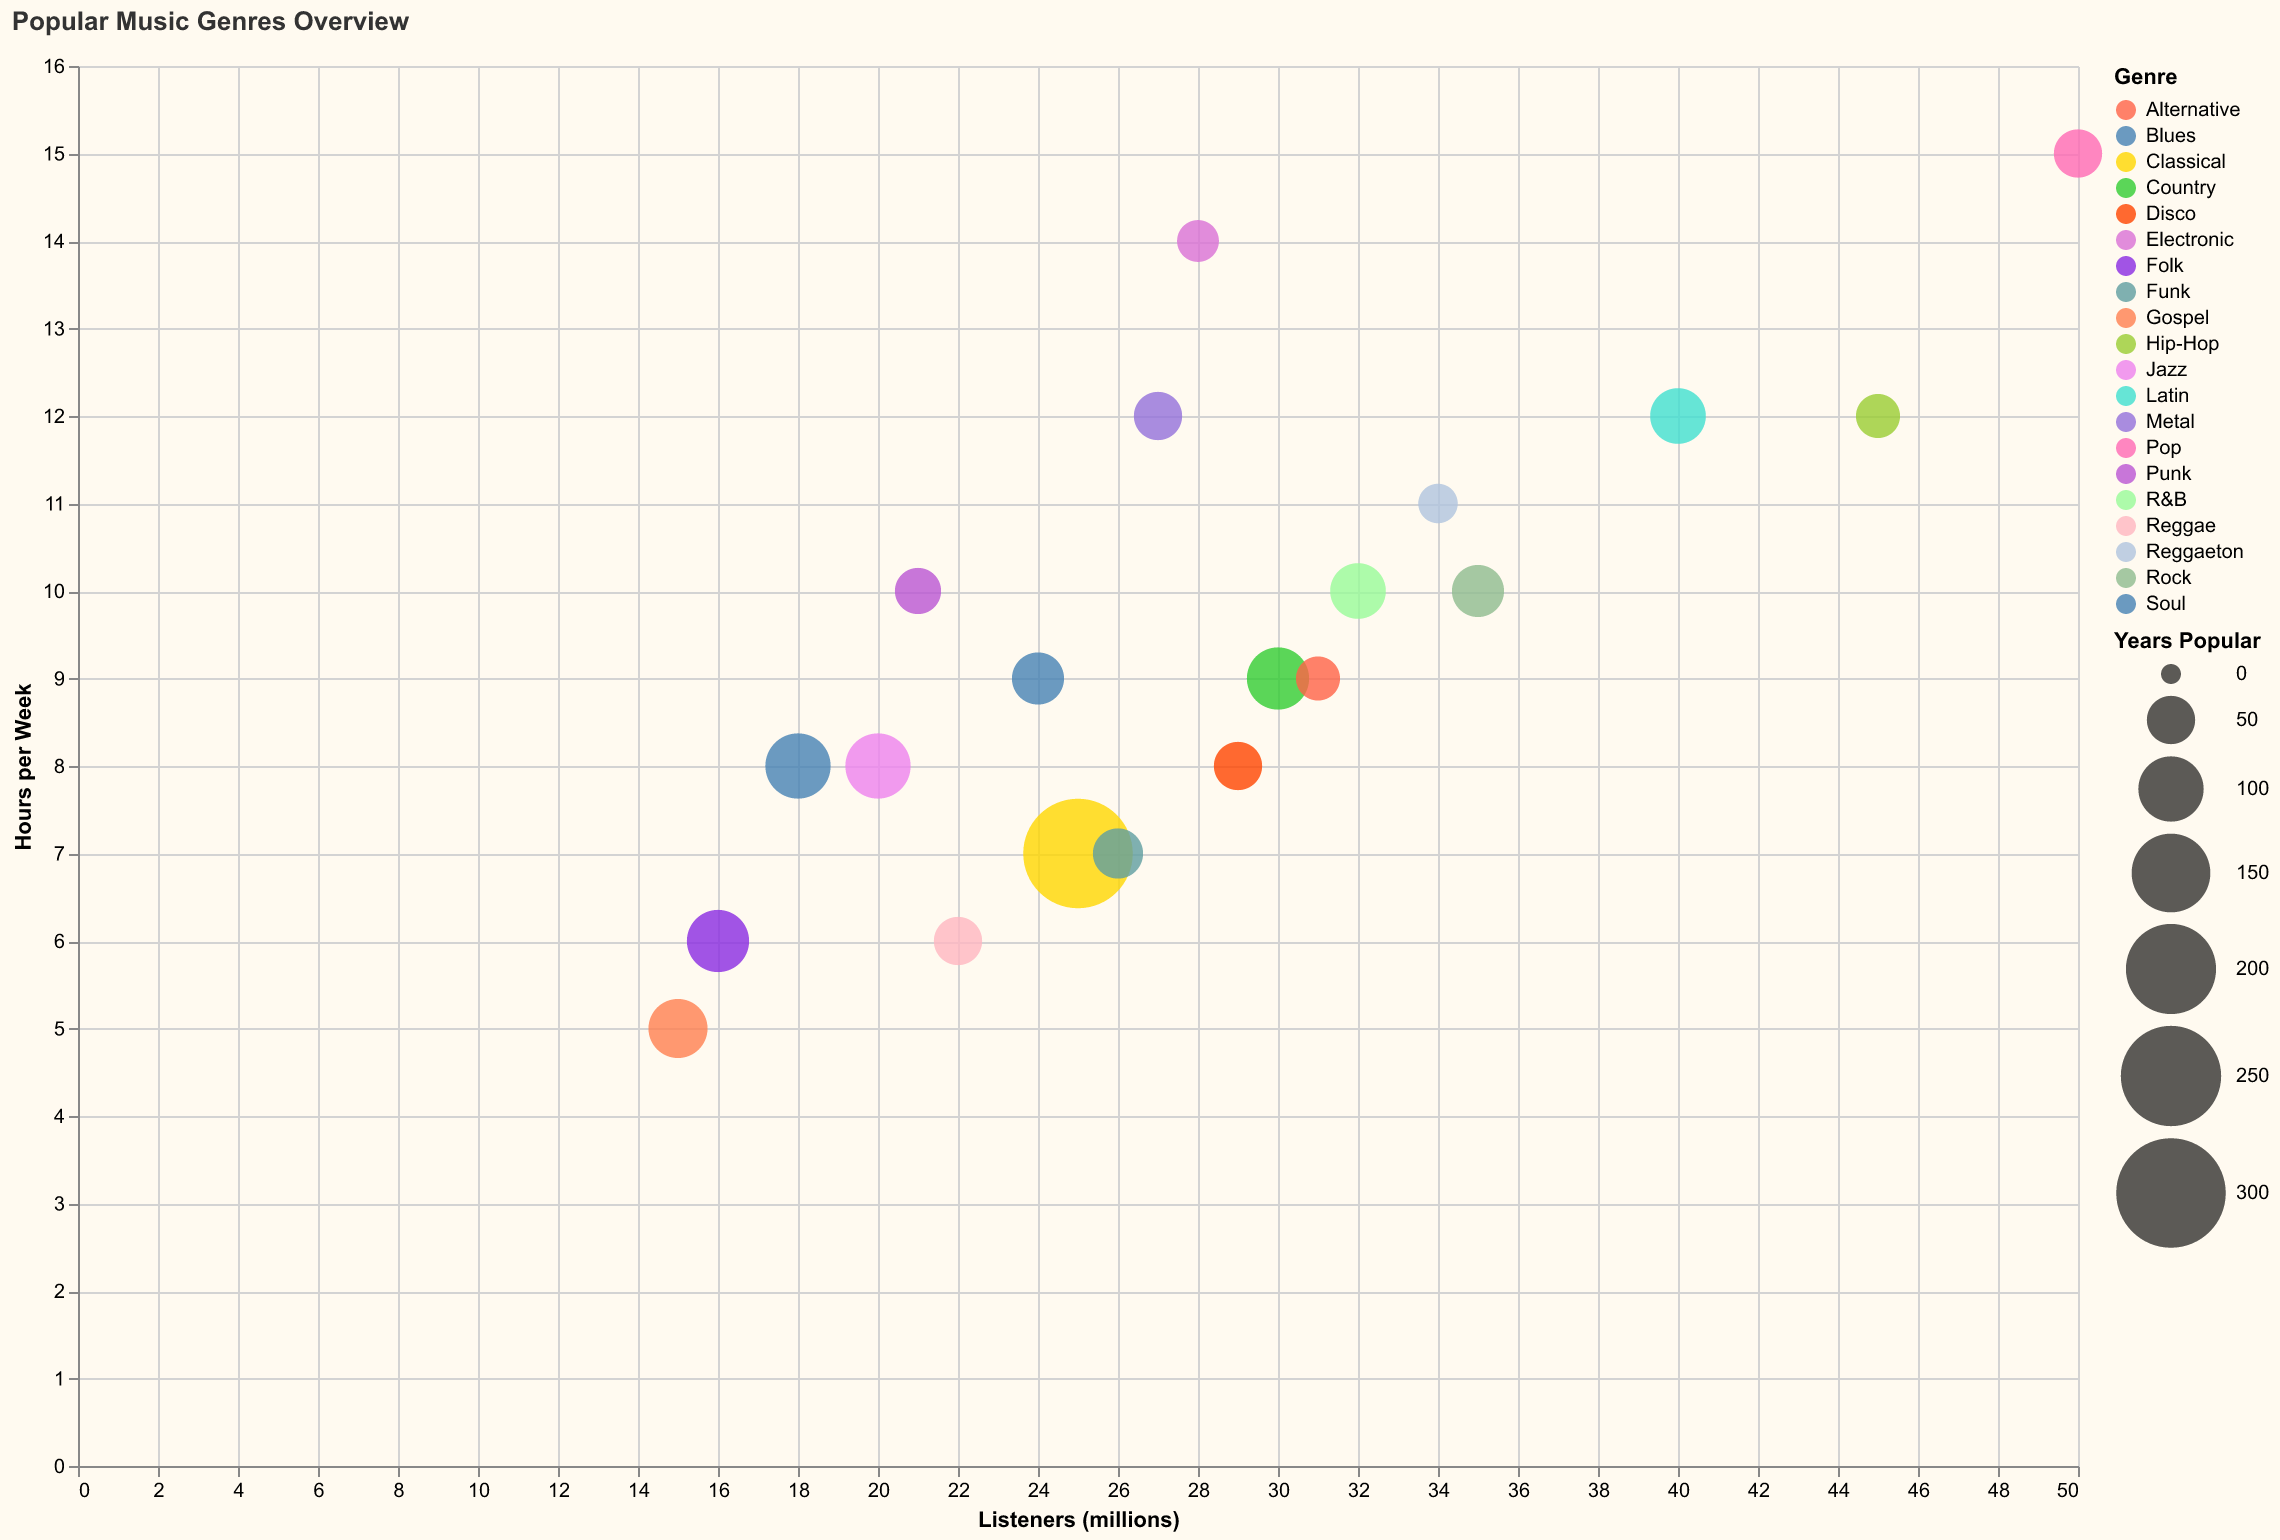 Popular Music Genres Overview
16
15
14
13
12
11
10
9
8
7
6
5
4
3
2
1
0
Hours per Week
0 2 4 6 8 10 12 14 16 18 20 22 24 26 28 30 32 34 36 38 40 42 44 46 48 50
Listeners (millions)
Genre
Alternative
Blues
Classical
Country
Disco
Electronic
Folk
Funk
Gospel
Hip-Hop
Jazz
Latin
Metal
Pop
Punk
R&B
Reggae
Reggaeton
Rock
Soul
Years Popular
0
50
100
150
200
250
300